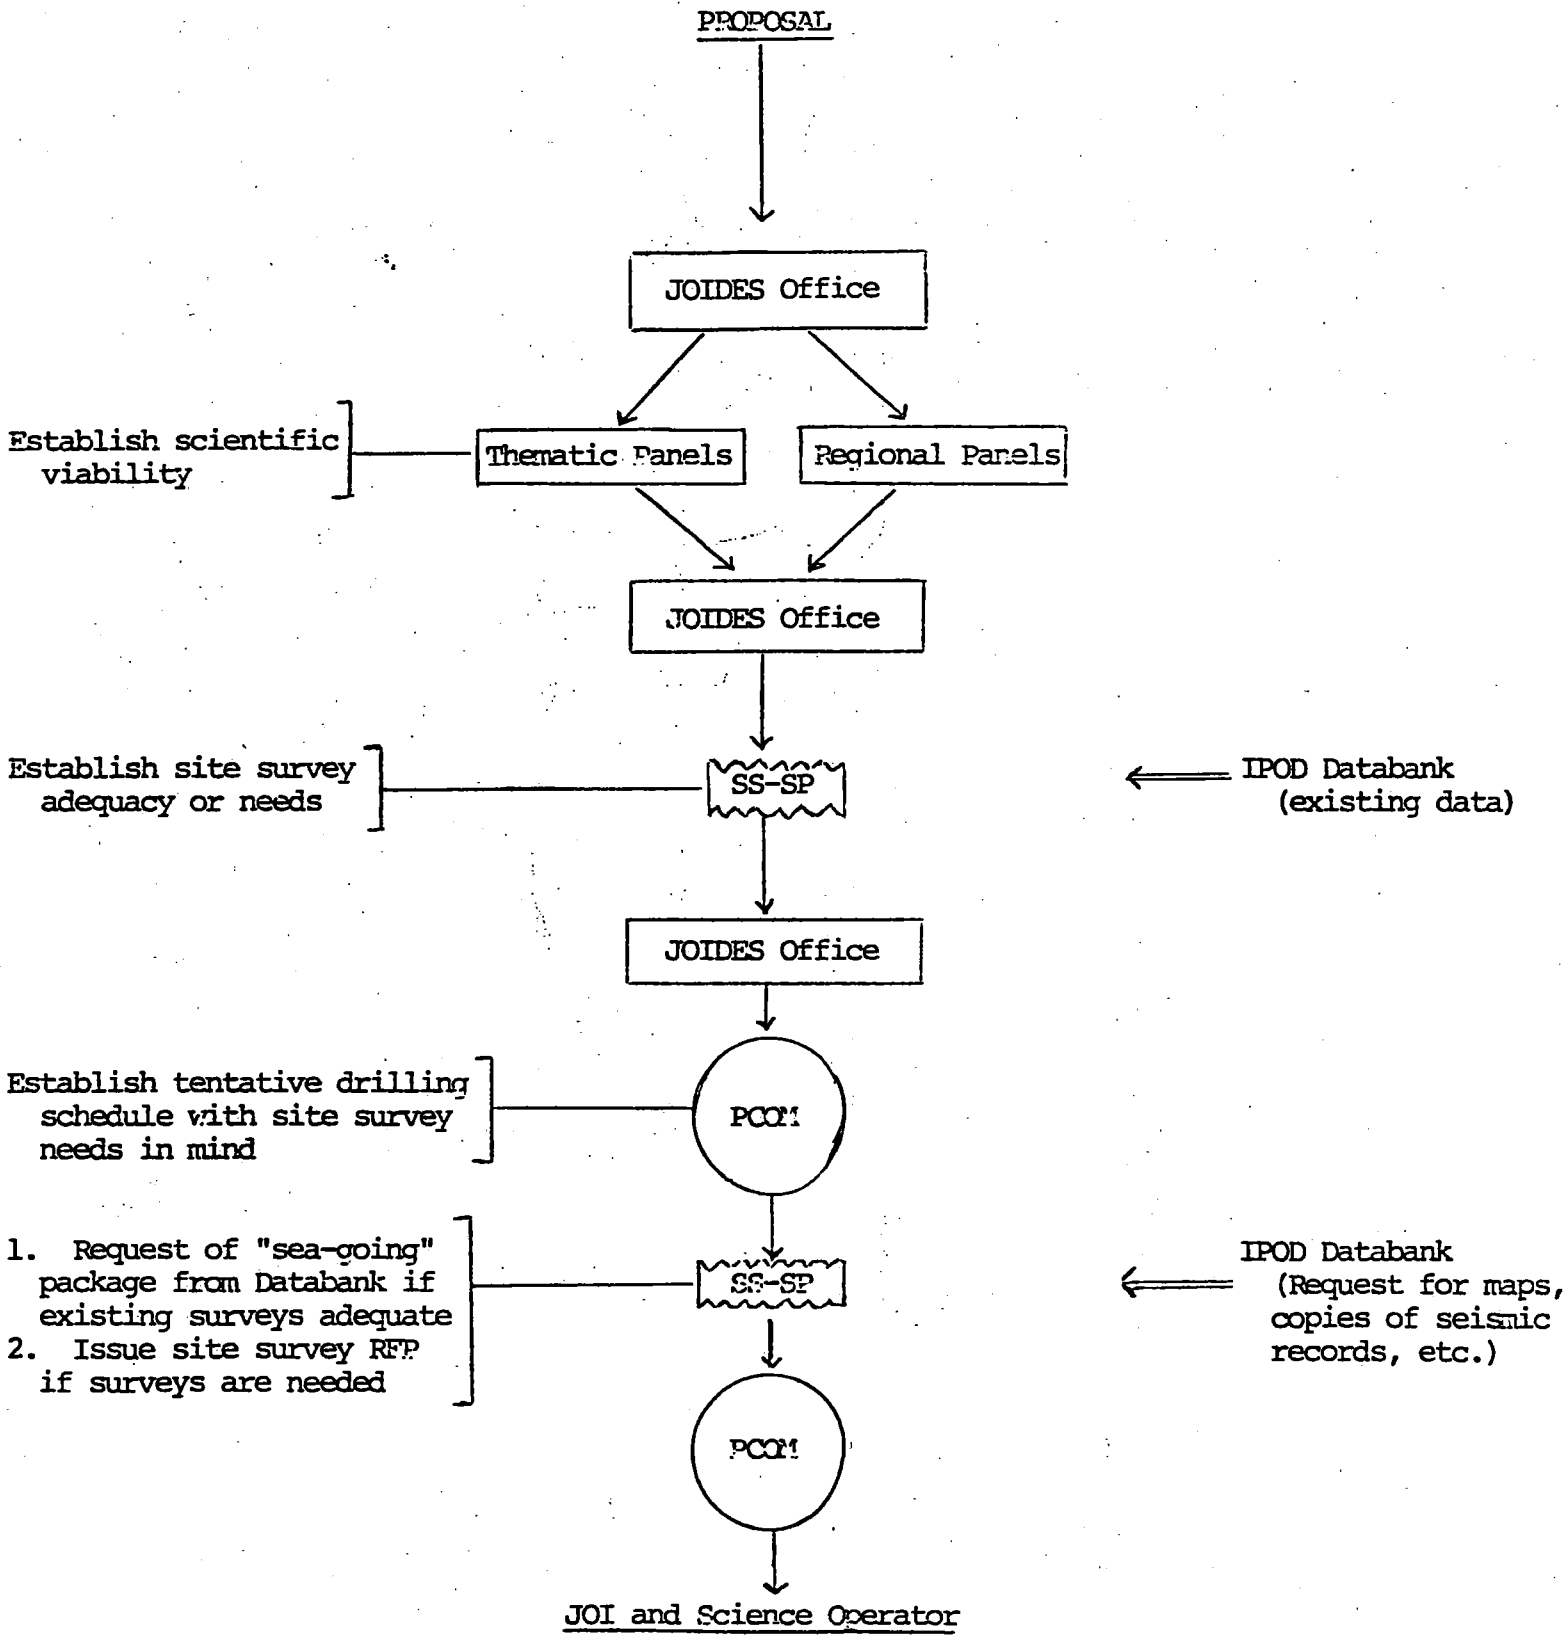 PROPOSAL
JOIDES Office
Establish scientific
viability
Thematic Panels
Regional Panels
JOIDES Office
Establish site survey
adequacy or needs
SS-SP
IPOD Databank
(existing data)
JOIDES Office
Establish tentative drilling
schedule with site survey
needs in mind
PCOM
1. Request of "sea-going"
package from Databank if
existing surveys adequate
2. Issue site survey RFP
if surveys are needed
SS-SP
IPOD Databank
(Request for maps,
copies of seismic
records, etc.)
PCOM
JOI and Science Operator